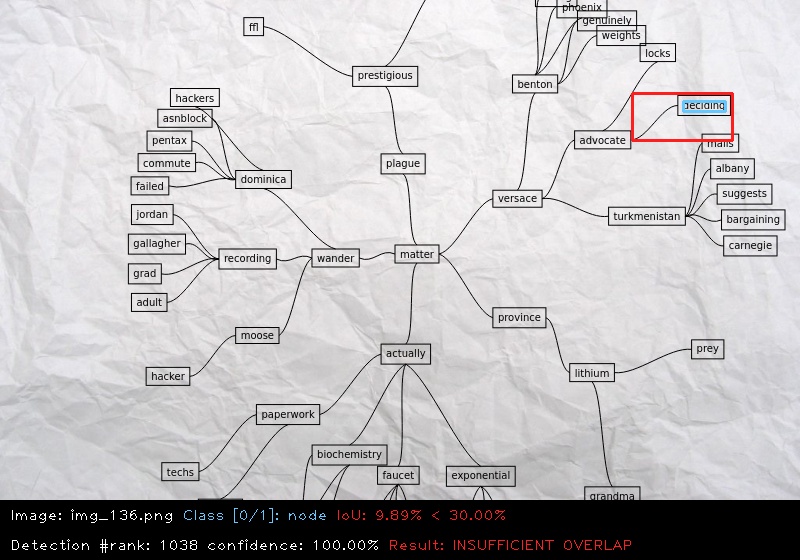 phoenix
genuinely
weights
ffl
locks
prestigious
benton
hackers
deciding
asnblock
pentax
advocate
mails
commute
plague
albany
failed
dominica
suggests
versace
jordan
turkmenistan
bargaining
gallagher
carnegie
recording
wander
matter
grad
adult
province
moose
prey
actually
hacker
lithium
paperwork
biochemistry
techs
faucet
exponential
grandma
Image: img_136.png Class [0/1]: node IoU: 9.89% < 30.00%
Detection #rank: 1038 confidence: 100.00% Result: INSUFFICIENT OVERLAP